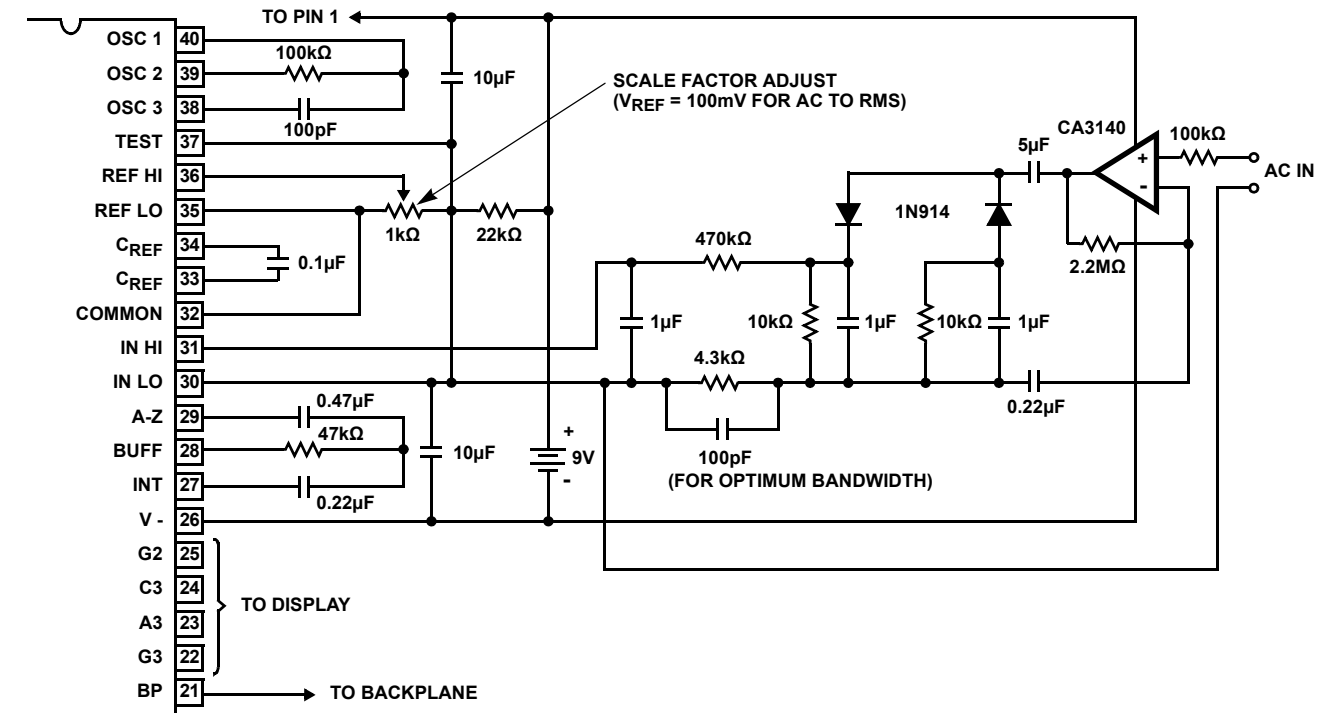 TO PIN 1
OSC 1 40
100kΩ
OSC 2 39
10µF
SCALE FACTOR ADJUST
(VREF = 100mV FOR AC TO RMS)
OSC 3 38
100pF
TEST 37
CA3140
100kΩ
5µF
+
-
AC IN
REF HI 36
REF LO 35
1kΩ
22kΩ
1N914
470kΩ
2.2MΩ
CREF 34
0.1µF
CREF 33
COMMON 32
1µF
10kΩ
1µF
10kΩ
1µF
IN HI 31
4.3kΩ
IN LO 30
0.22µF
0.47µF
A-Z 29
47kΩ
BUFF 28
10µF
+
9V
-
100pF
(FOR OPTIMUM BANDWIDTH)
INT 27
0.22µF
V - 26
G2 25
C3 24
TO DISPLAY
A3 23
G3 22
BP 21
TO BACKPLANE